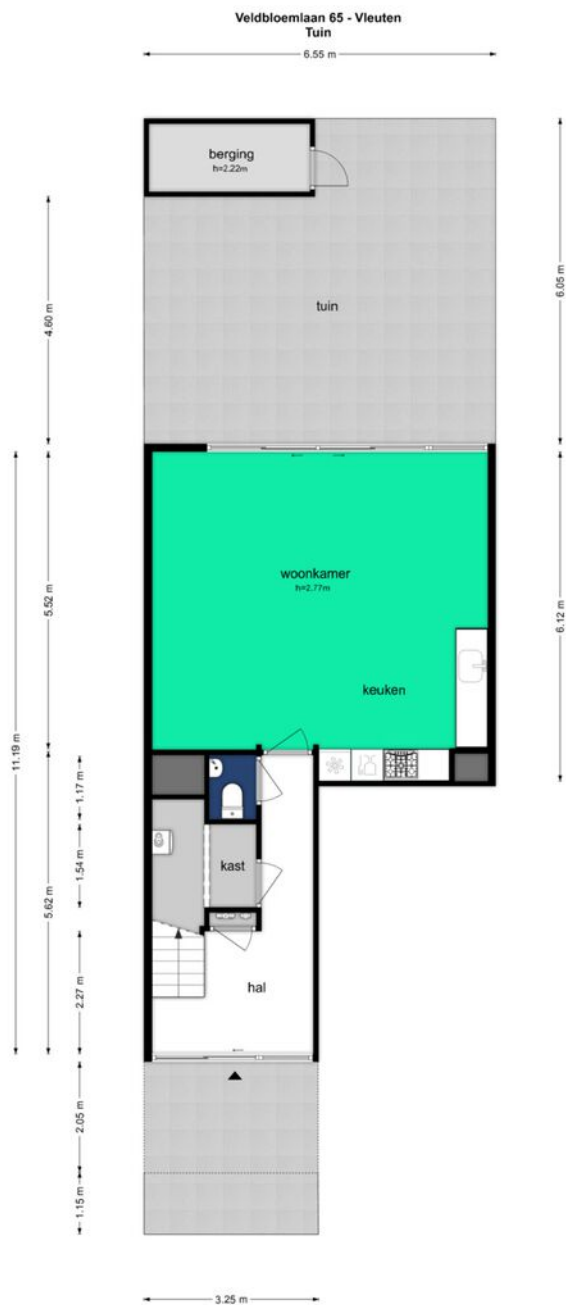 Veldbloemlaan 65 - Vleuten
Tuin
6.55 m
berging
h=2.22m
4.60 m
6.05 m
tuin
woonkamer
h=2.77m
5.52 m
6.12 m
keuken
11.19 m
1.17 m
1.54 m
5.62 m
kast
2.27 m
hal
2.05 m
1.15 m
3.25 m